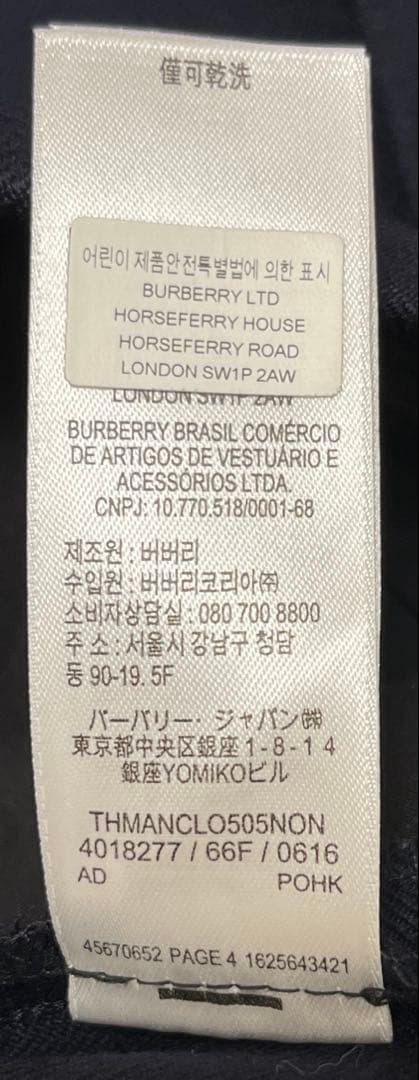 僅可乾洗
어린이 제품안전특별법에 의한 표시
BURBERRY LTD
HORSEFERRY HOUSE
HORSEFERRY ROAD
LONDON SW1P 2AW
LONDON SW1P 2AW
BURBERRY BRASIL COMÉRCIO
DE ARTIGOS DE VESTUÁRIO E
ACESSÓRIOS LTDA.
CNPJ: 10.770.518/0001-68
제조원 : 버버리
수입원 : 버버리코리아㈜
소비자상담실 : 080 700 8800
주 소 : 서울시 강남구 청담
동 90-19. 5F
バーバリー・ジャパン㈱
東京都中央区銀座1-8-14
銀座YOMIKOビル
THMANCLO505NON
4018277 / 66F / 0616
AD POHK
45670652 PAGE 4 1625643421